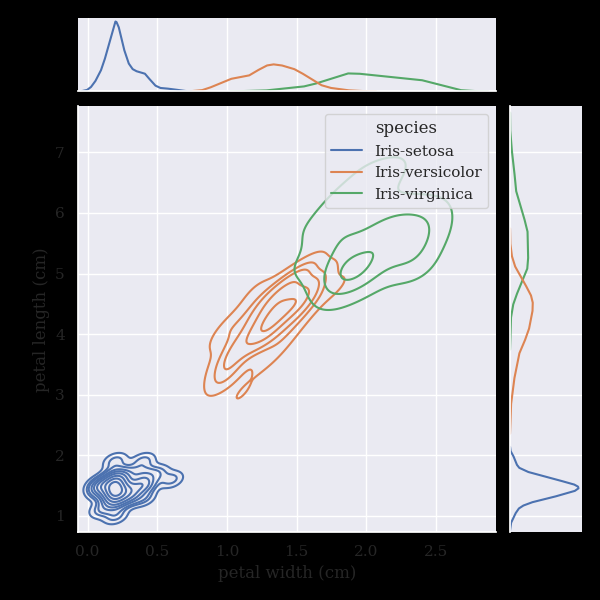 species
Iris-setosa
Iris-versicolor
Iris-virginica
7
6
5
4
3
2
1
petal length (cm)
0.0 0.5 1.0 1.5 2.0 2.5
petal width (cm)